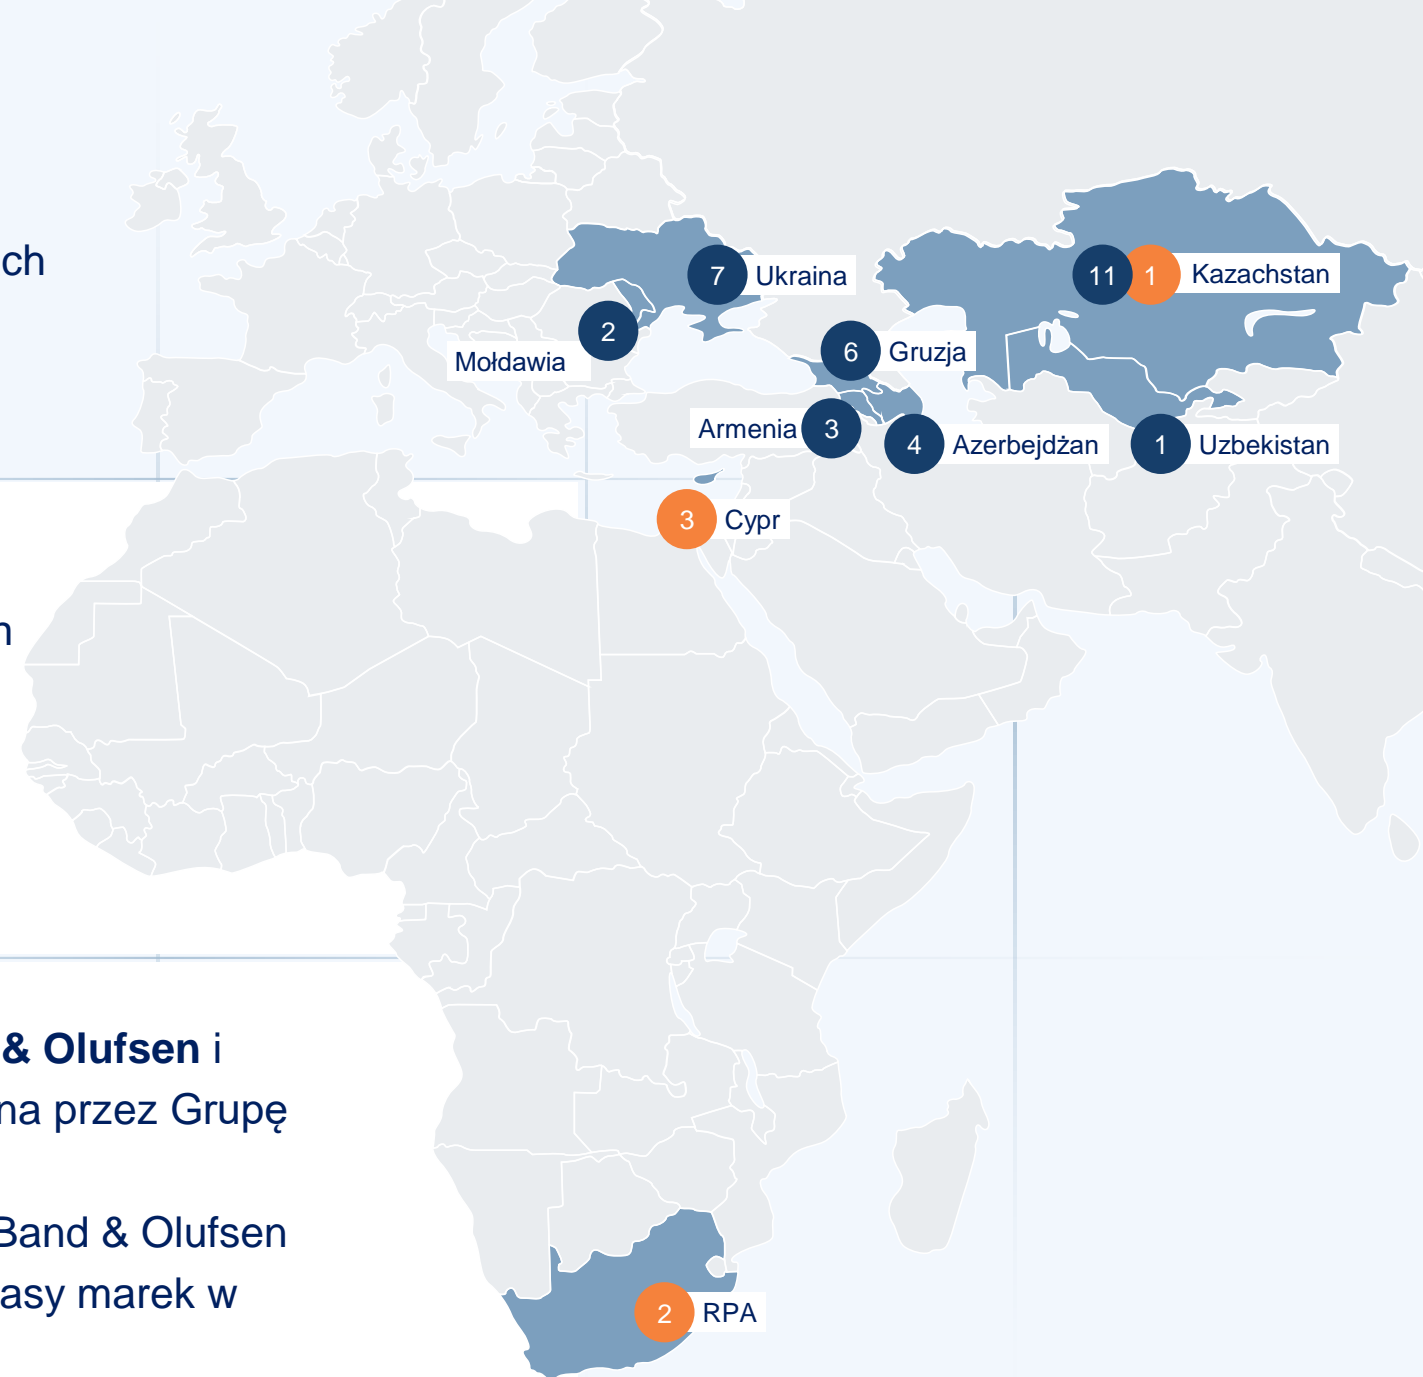 ch
7 Ukraina
11 1 Kazachstan
2
Mołdawia
6 Gruzja
Armenia 3
4 Azerbejdżan
1 Uzbekistan
3 Cypr
h
& Olufsen i
na przez Grupę
Band & Olufsen
asy marek w
2 RPA